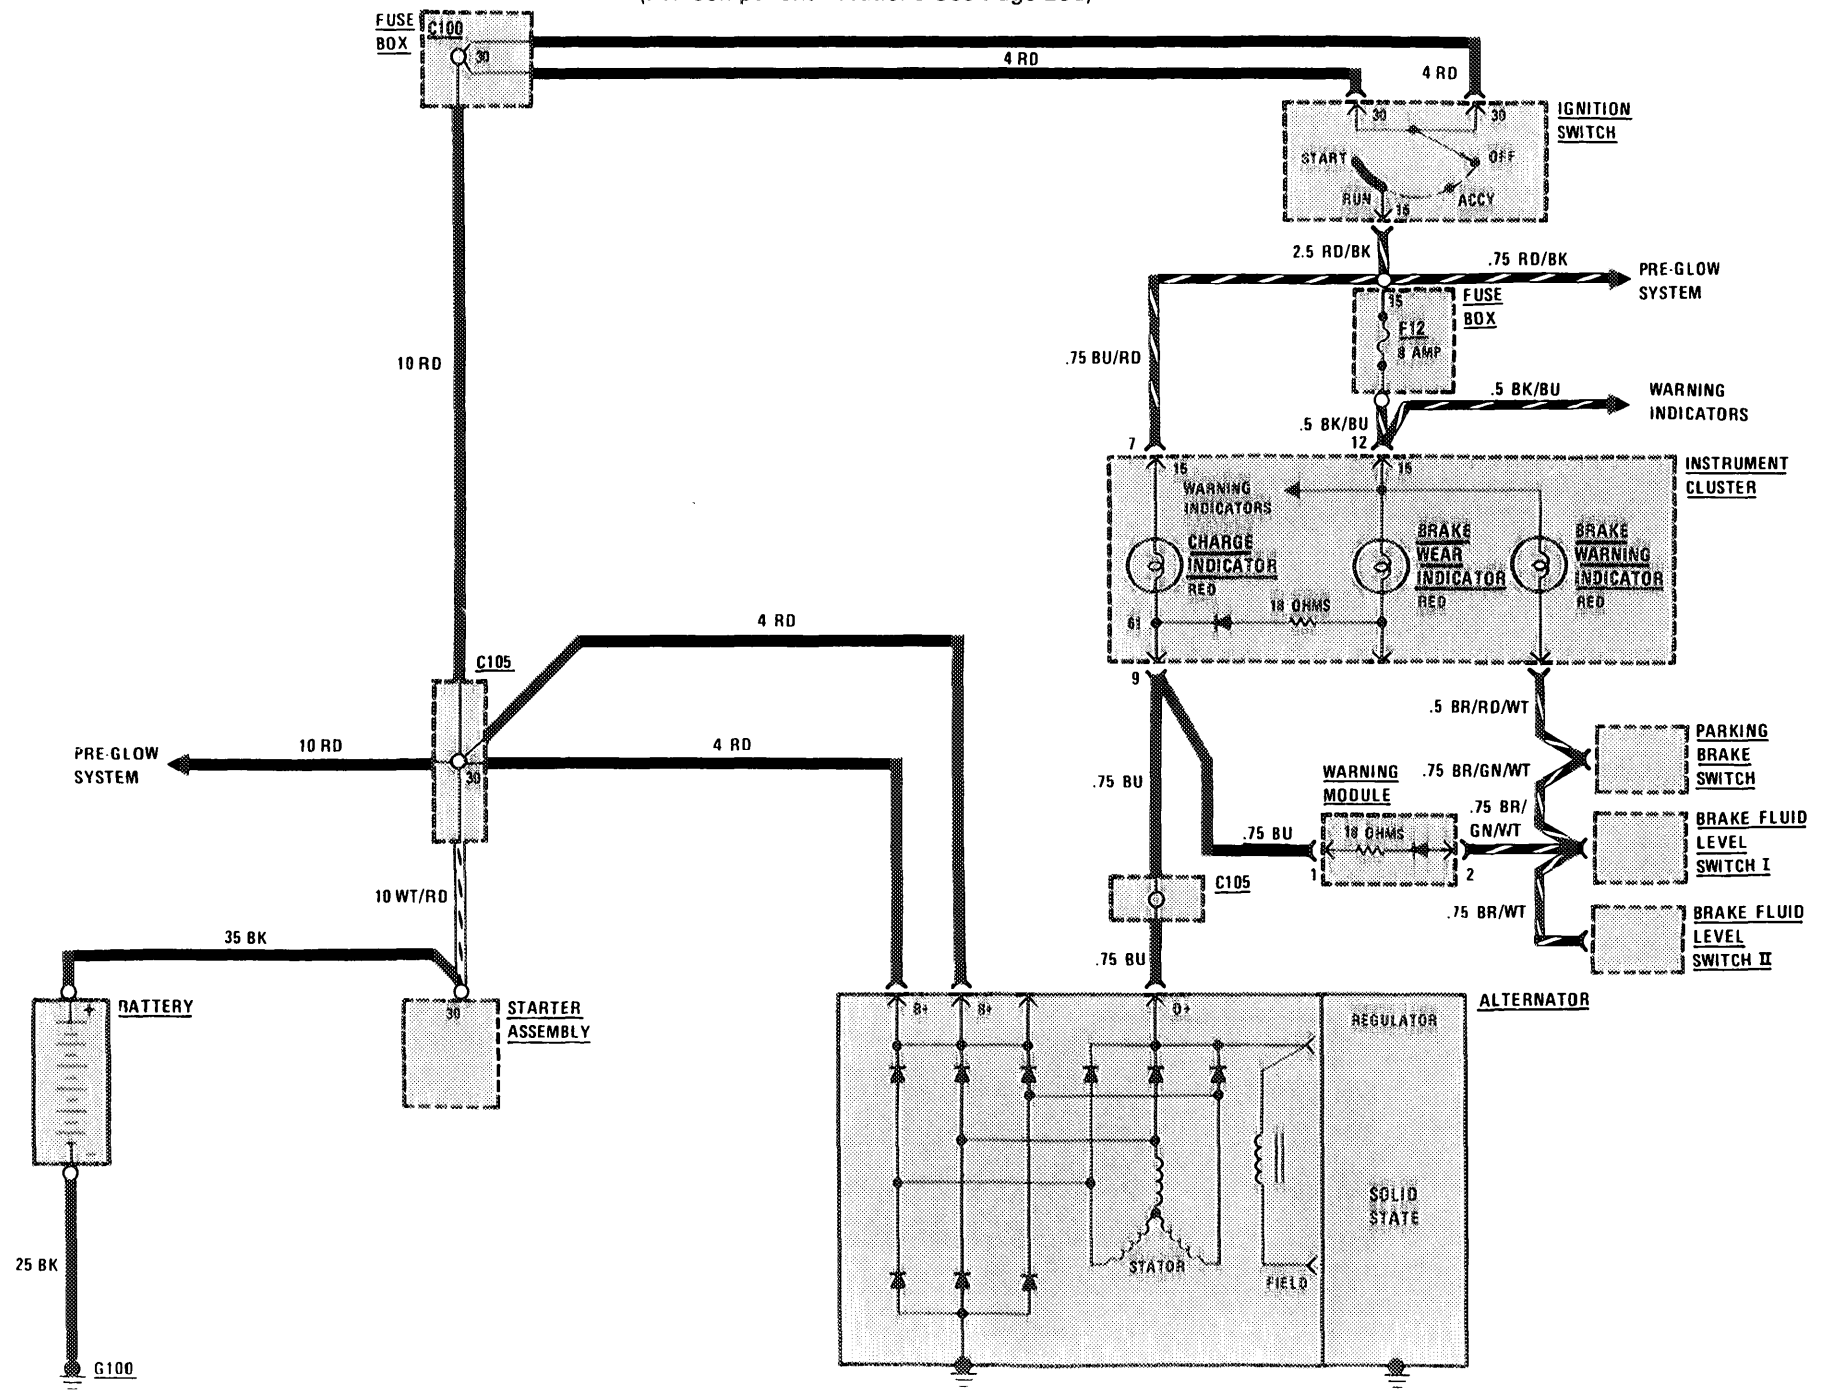 FUSE
BOX
C100
30
4 RD
4 RD
30
30
IGNITION
SWITCH
START
OFF
RUN
ACCY
15
2.5 RD/BK
.75 RD/BK
PRE-GLOW
SYSTEM
15
FUSE
BOX
F12
8 AMP
10 RD
.75 BU/RD
.5 BK/BU
WARNING
INDICATORS
.5 BK/BU
7
12
15
15
INSTRUMENT
CLUSTER
WARNING
INDICATORS
CHARGE
INDICATOR
RED
BRAKE
WEAR
INDICATOR
RED
BRAKE
WARNING
INDICATOR
RED
18 OHMS
61
4 RD
C105
9
.5 BR/RD/WT
PARKING
BRAKE
SWITCH
PRE-GLOW
SYSTEM
10 RD
30
4 RD
.75 BU
WARNING
MODULE
.75 BR/GN/WT
.75 BR/
GN/WT
BRAKE FLUID
LEVEL
SWITCH I
.75 BU
18 OHMS
1
2
10 WT/RD
C105
.75 BR/WT
BRAKE FLUID
LEVEL
SWITCH II
35 BK
.75 BU
BATTERY
+
-
30
STARTER
ASSEMBLY
B+
B+
D+
REGULATOR
ALTERNATOR
SOLID
STATE
STATOR
FIELD
25 BK
G100